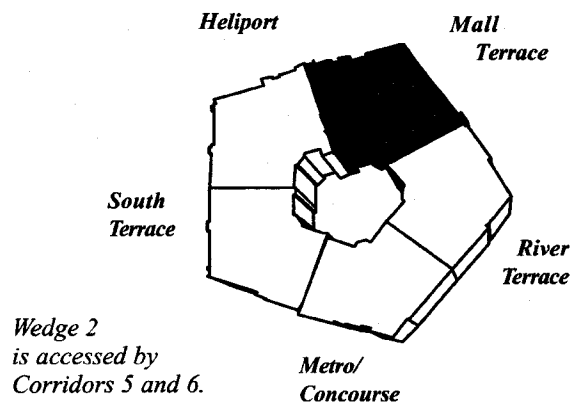 Heliport
Mall
Terrace
South
Terrace
River
Terrace
Wedge 2
is accessed by
Corridors 5 and 6.
Metro/
Concourse